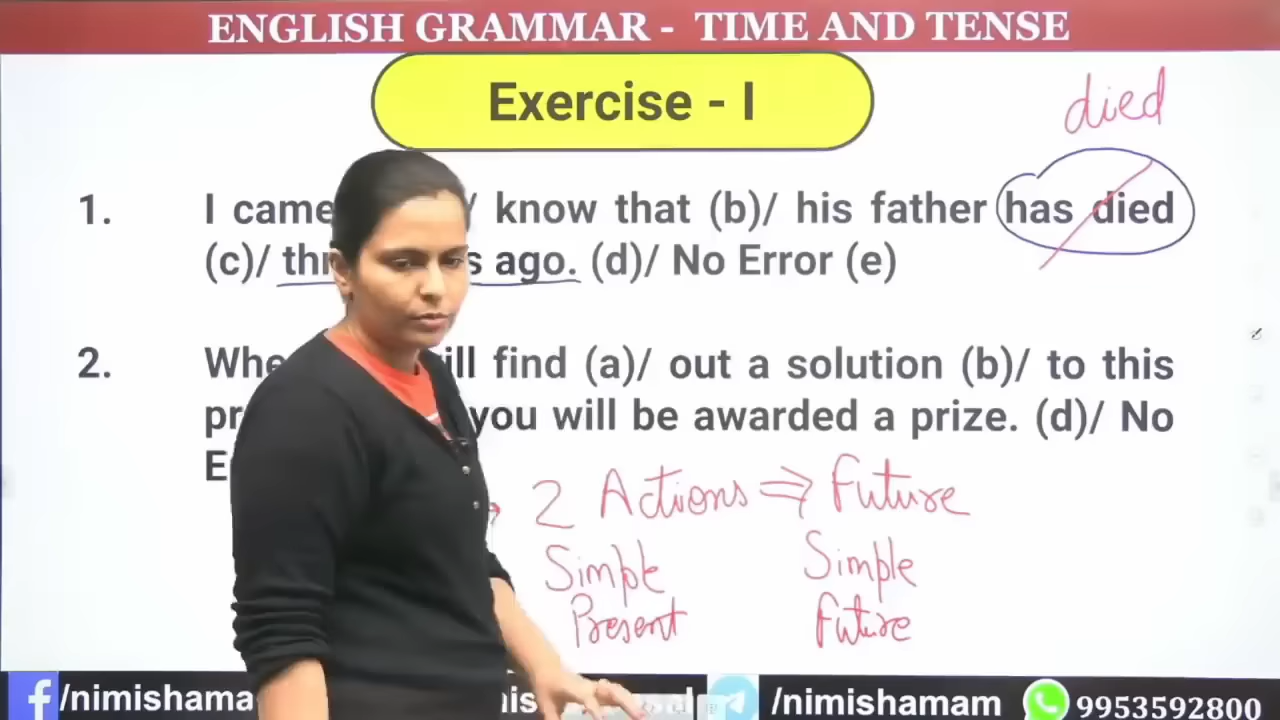 ENGLISH GRAMMAR - TIME AND TENSE
Exercise - I
died
1. I came / know that (b)/ his father has died
(c)/ ago. (d)/ No Error (e)
2. find (a)/ out a solution (b)/ to this
you will be awarded a prize. (d)/ No
2 Actions ⇒ Future
Simple Simple
Present Future
/nimishamam 9953592800